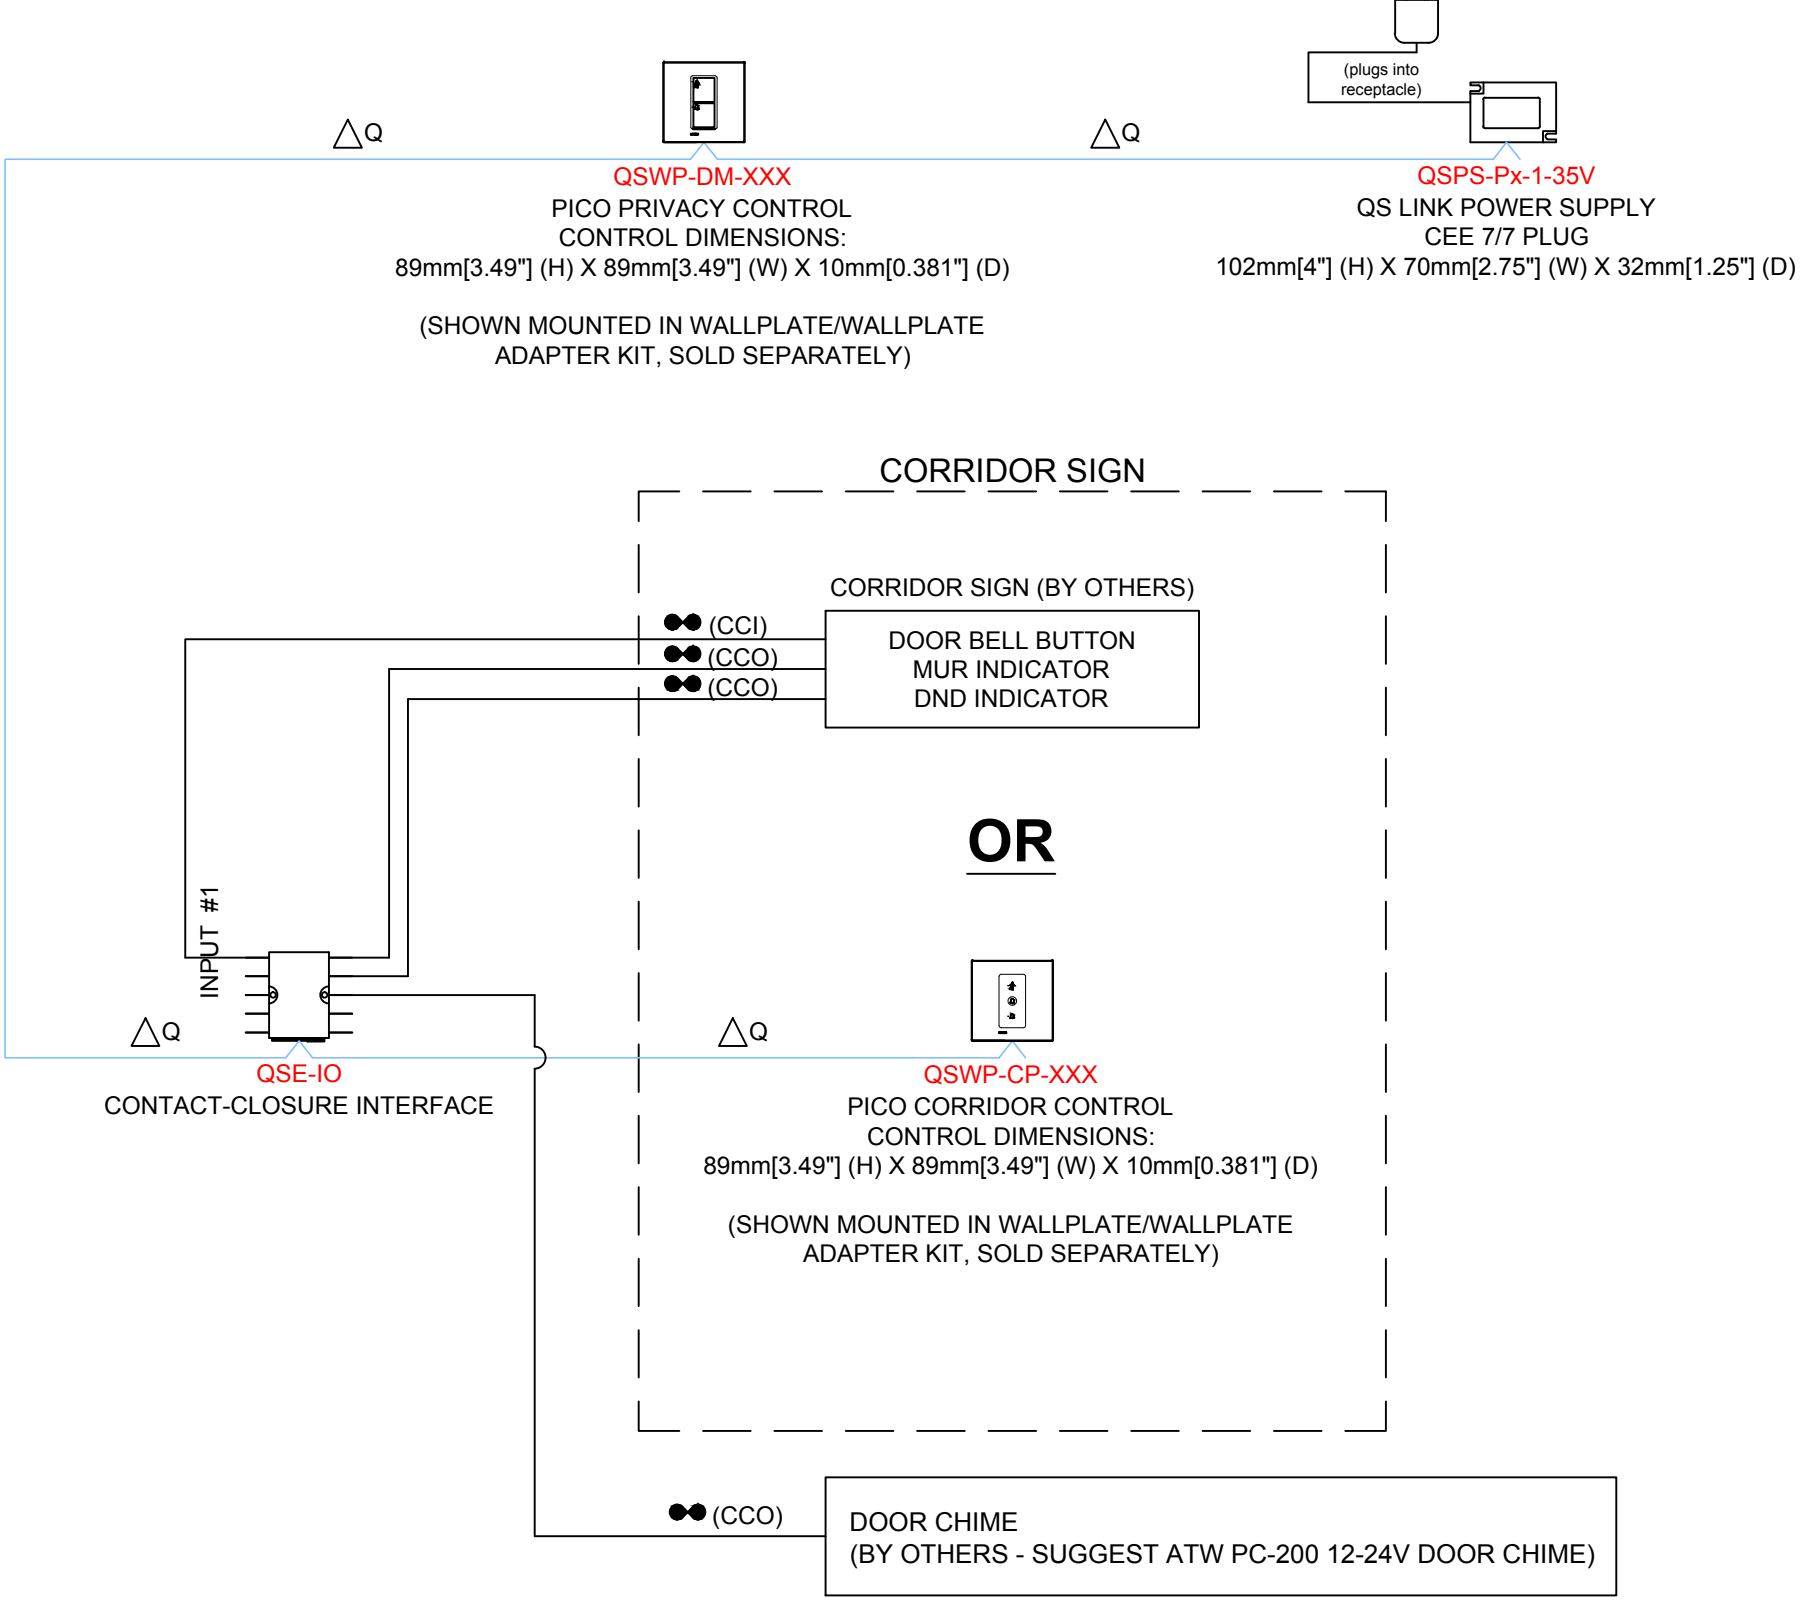 (plugs into
receptacle)
△Q
△Q
QSWP-DM-XXX
PICO PRIVACY CONTROL
CONTROL DIMENSIONS:
89mm[3.49"] (H) X 89mm[3.49"] (W) X 10mm[0.381"] (D)
(SHOWN MOUNTED IN WALLPLATE/WALLPLATE
ADAPTER KIT, SOLD SEPARATELY)
QSPS-Px-1-35V
QS LINK POWER SUPPLY
CEE 7/7 PLUG
102mm[4"] (H) X 70mm[2.75"] (W) X 32mm[1.25"] (D)
CORRIDOR SIGN
CORRIDOR SIGN (BY OTHERS)
(CCI)
(CCO)
(CCO)
DOOR BELL BUTTON
MUR INDICATOR
DND INDICATOR
OR
INPUT #1
△Q
△Q
QSE-IO
CONTACT-CLOSURE INTERFACE
QSWP-CP-XXX
PICO CORRIDOR CONTROL
CONTROL DIMENSIONS:
89mm[3.49"] (H) X 89mm[3.49"] (W) X 10mm[0.381"] (D)
(SHOWN MOUNTED IN WALLPLATE/WALLPLATE
ADAPTER KIT, SOLD SEPARATELY)
(CCO)
DOOR CHIME
(BY OTHERS - SUGGEST ATW PC-200 12-24V DOOR CHIME)